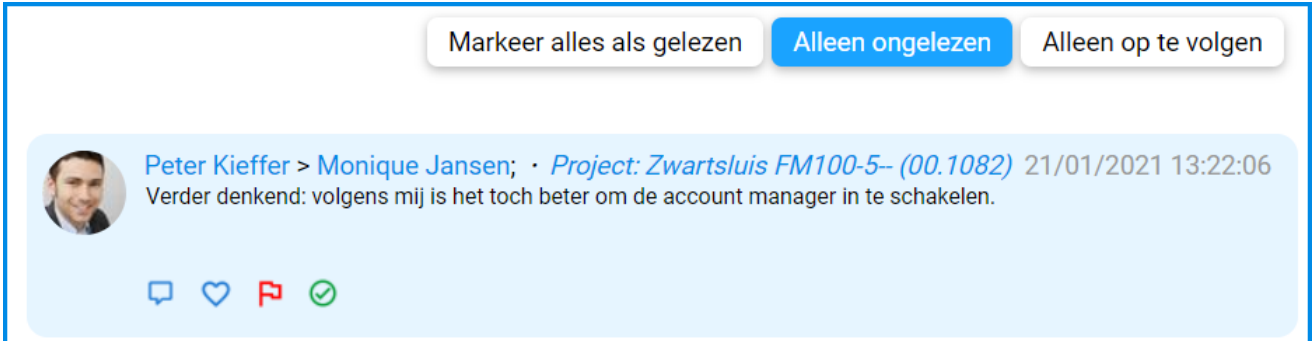 Markeer alles als gelezen Alleen ongelezen Alleen op te volgen
Peter Kieffer > Monique Jansen; · Project: Zwartsluis FM100-5-- (00.1082) 21/01/2021 13:22:06
Verder denkend: volgens mij is het toch beter om de account manager in te schakelen.